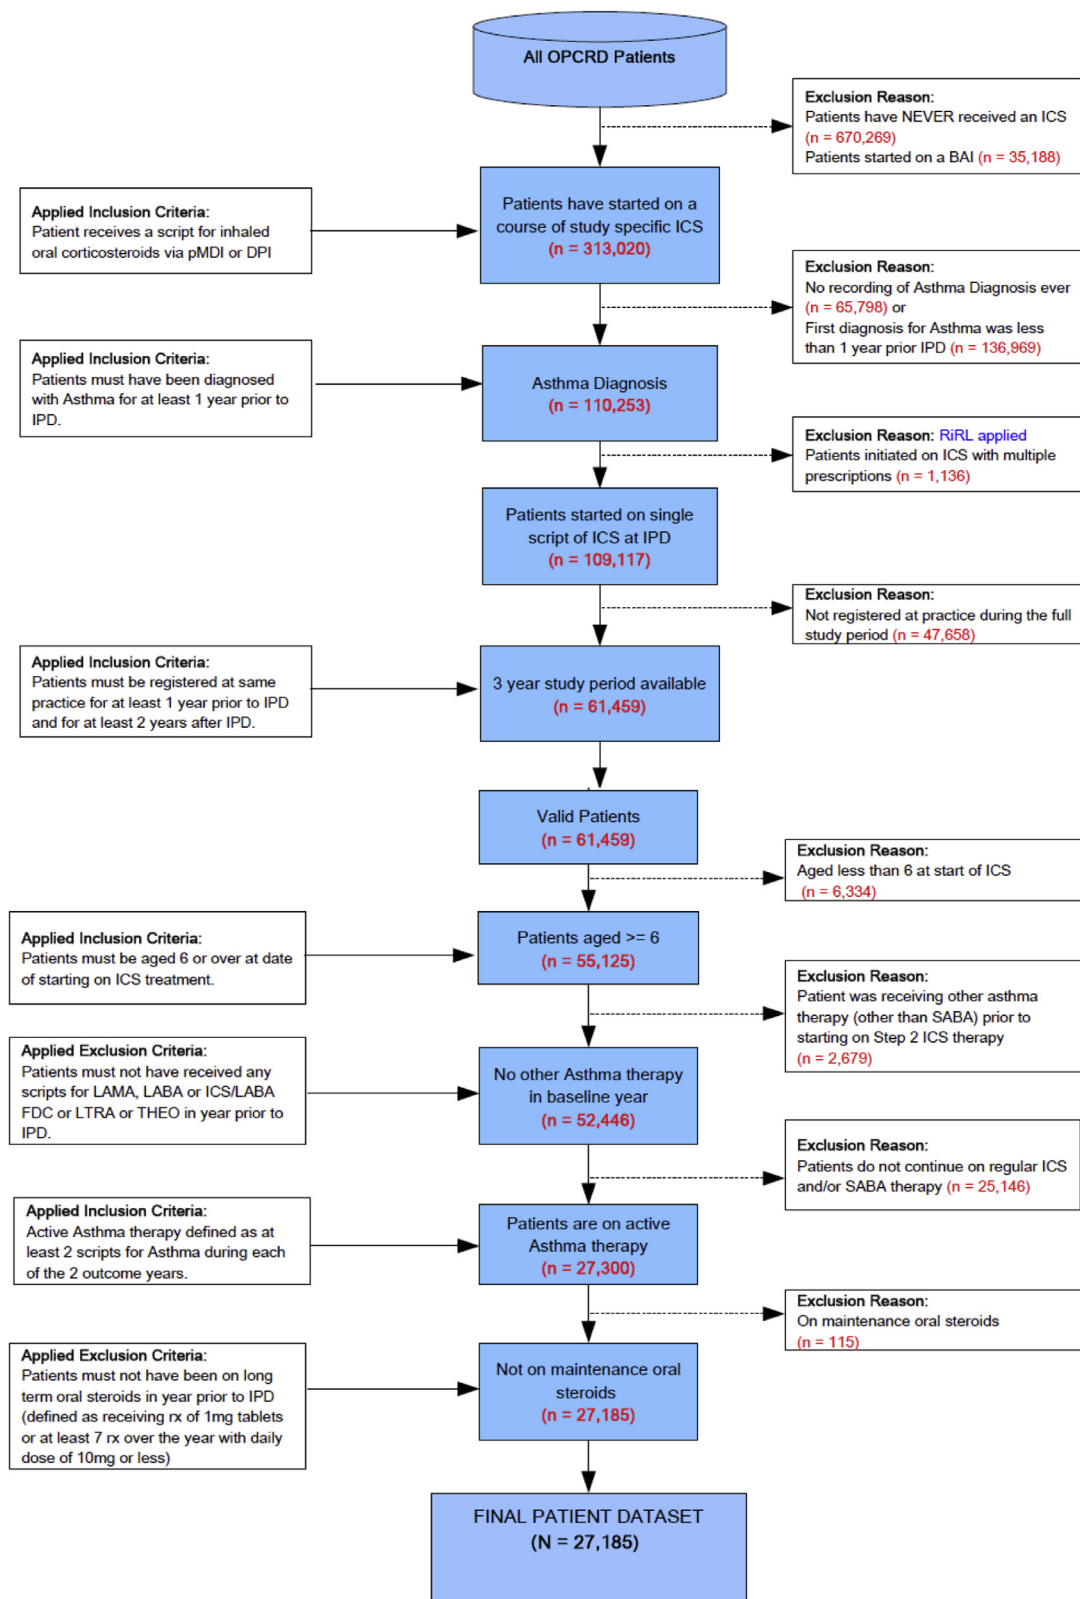 All OPCRD Patients
Exclusion Reason:
Patients have NEVER received an ICS
(n = 670,269)
Patients started on a BAI (n = 35,188)
Applied Inclusion Criteria:
Patient receives a script for inhaled
oral corticosteroids via pMDI or DPI
Patients have started on a
course of study specific ICS
(n = 313,020)
Exclusion Reason:
No recording of Asthma Diagnosis ever
(n = 65,798) or
First diagnosis for Asthma was less
than 1 year prior IPD (n = 136,969)
Applied Inclusion Criteria:
Patients must have been diagnosed
with Asthma for at least 1 year prior to
IPD.
Asthma Diagnosis
(n = 110,253)
Exclusion Reason: RiRL applied
Patients initiated on ICS with multiple
prescriptions (n = 1,136)
Patients started on single
script of ICS at IPD
(n = 109,117)
Exclusion Reason:
Not registered at practice during the full
study period (n = 47,658)
Applied Inclusion Criteria:
Patients must be registered at same
practice for at least 1 year prior to IPD
and for at least 2 years after IPD.
3 year study period available
(n = 61,459)
Valid Patients
(n = 61,459)
Exclusion Reason:
Aged less than 6 at start of ICS
(n = 6,334)
Applied Inclusion Criteria:
Patients must be aged 6 or over at date
of starting on ICS treatment.
Patients aged >= 6
(n = 55,125)
Exclusion Reason:
Patient was receiving other asthma
therapy (other than SABA) prior to
starting on Step 2 ICS therapy
(n = 2,679)
Applied Exclusion Criteria:
Patients must not have received any
scripts for LAMA, LABA or ICS/LABA
FDC or LTRA or THEO in year prior to
IPD.
No other Asthma therapy
in baseline year
(n = 52,446)
Exclusion Reason:
Patients do not continue on regular ICS
and/or SABA therapy (n = 25,146)
Applied Inclusion Criteria:
Active Asthma therapy defined as at
least 2 scripts for Asthma during each
of the 2 outcome years.
Patients are on active
Asthma therapy
(n = 27,300)
Exclusion Reason:
On maintenance oral steroids
(n = 115)
Applied Exclusion Criteria:
Patients must not have been on long
term oral steroids in year prior to IPD
(defined as receiving rx of 1mg tablets
or at least 7 rx over the year with daily
dose of 10mg or less)
Not on maintenance oral
steroids
(n = 27,185)
FINAL PATIENT DATASET
(N = 27,185)